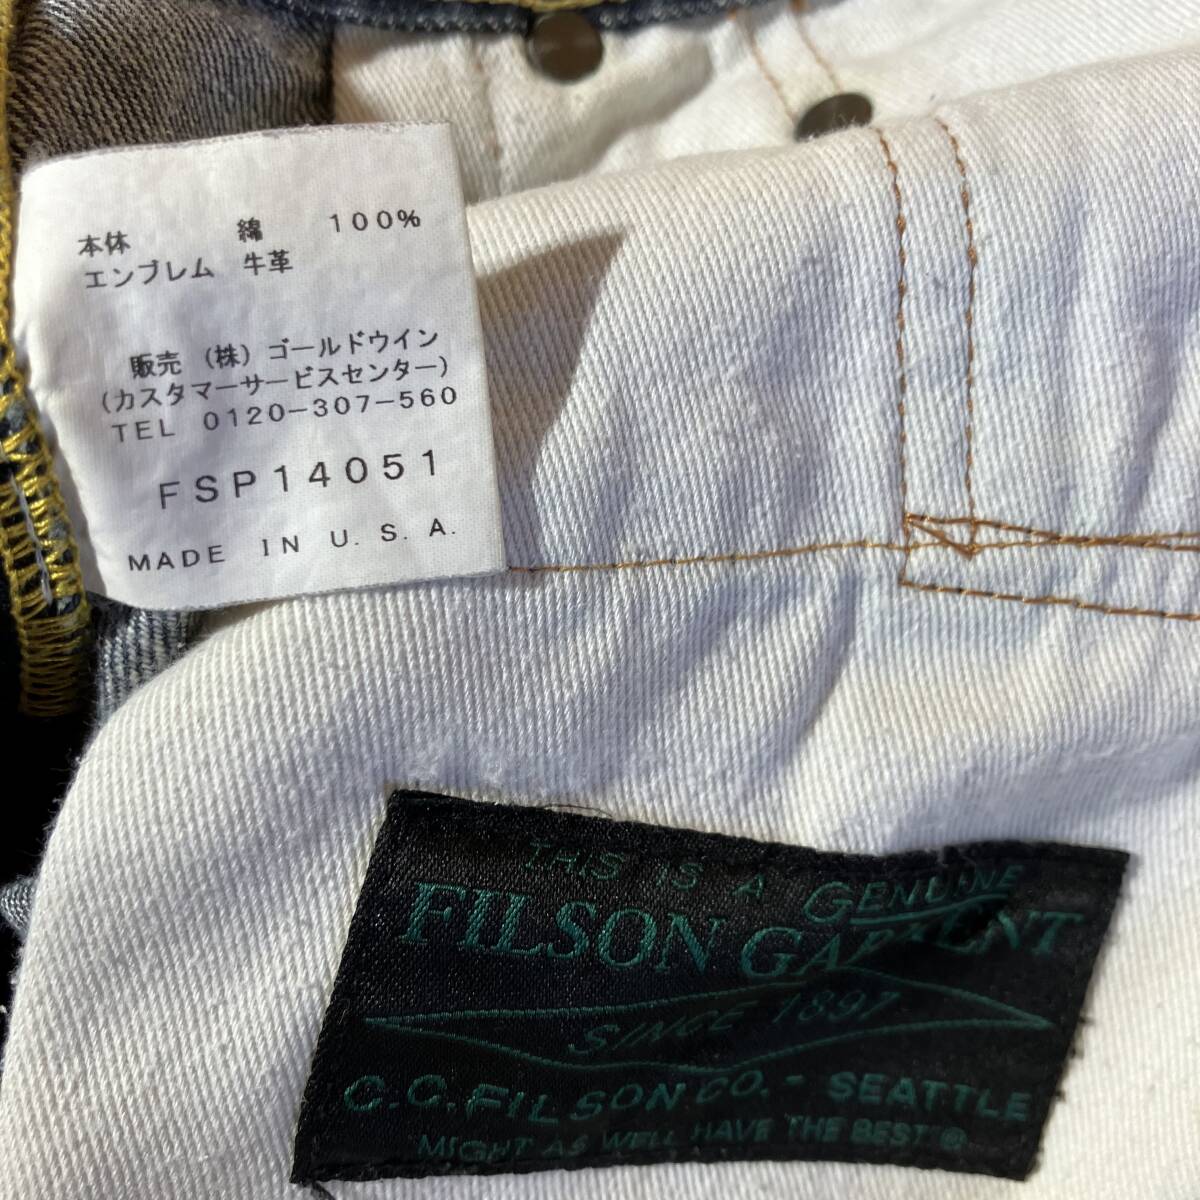 本体 綿 100%
エンブレム 牛革
販売 (株) ゴールドウイン
(カスタマーサービスセンター)
TEL 0120-307-560
FSP14051
MADE IN U.S.A.
THIS IS A GENUINE
FILSON GARMENT
SINCE 1897
C.C.FILSON CO. - SEATTLE
MIGHT AS WELL HAVE THE BEST ®